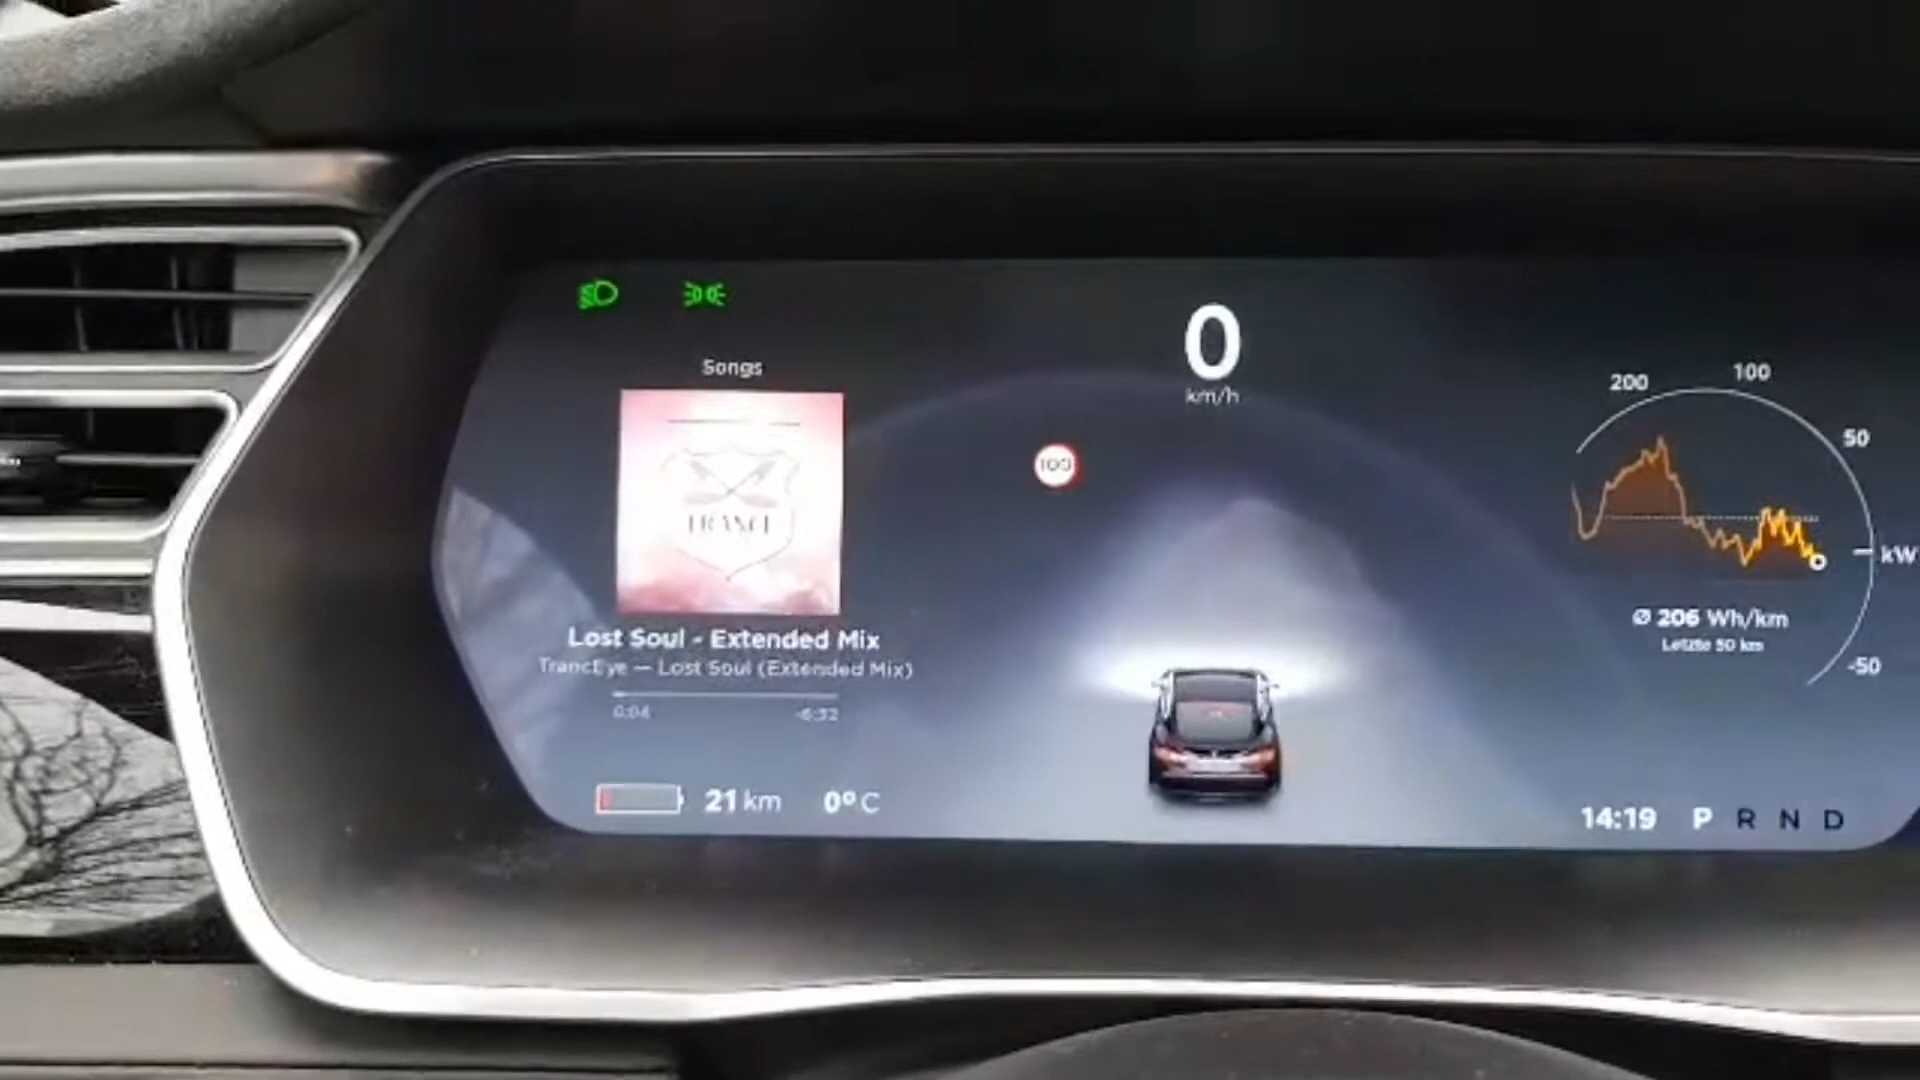 Songs
TRANCE
Lost Soul - Extended Mix
TrancEye — Lost Soul (Extended Mix)
0:04 -6:32
21 km 0° C
0
km/h
100
200 100
50
kW
-50
Ø 206 Wh/km
Letzte 50 km
14:19 P R N D